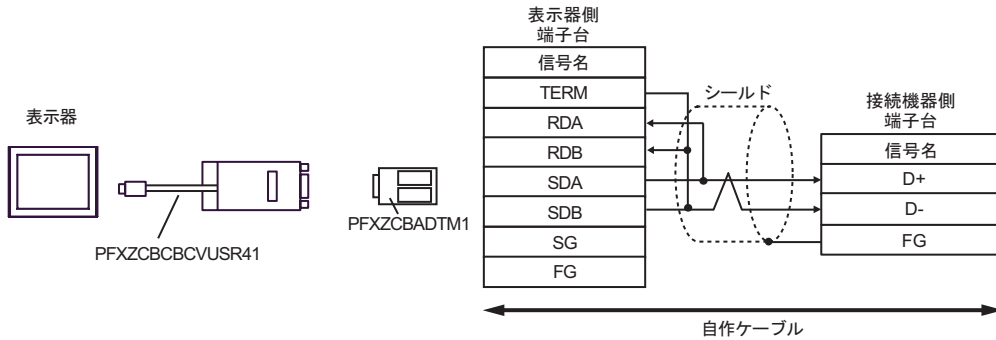 表示器
PFXZCBCBCVUSR41
PFXZCBADTM1
表示器側
端子台
信号名
TERM
RDA
RDB
SDA
SDB
SG
FG
シールド
接続機器側
端子台
信号名
D+
D-
FG
自作ケーブル